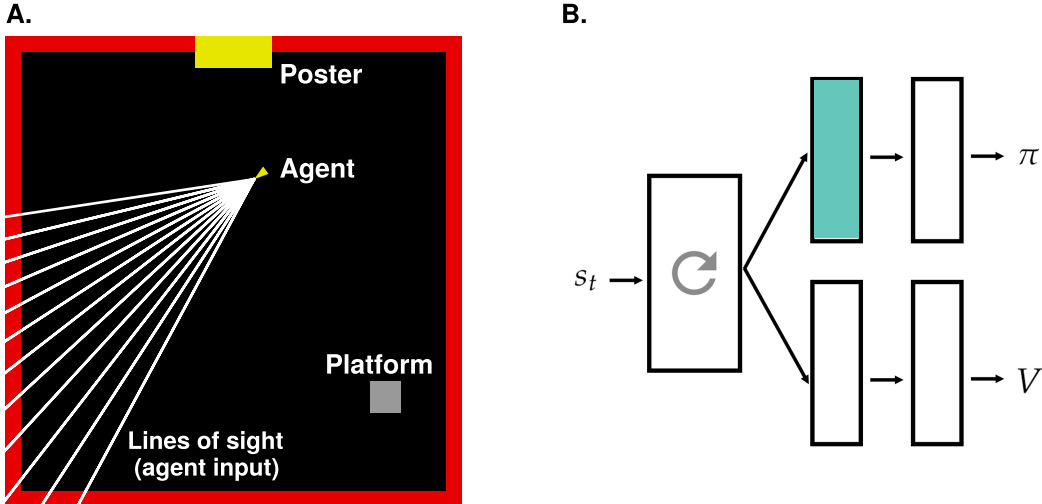 A.
Poster
Agent
Platform
Lines of sight
(agent input)
B.
s_t
π
V